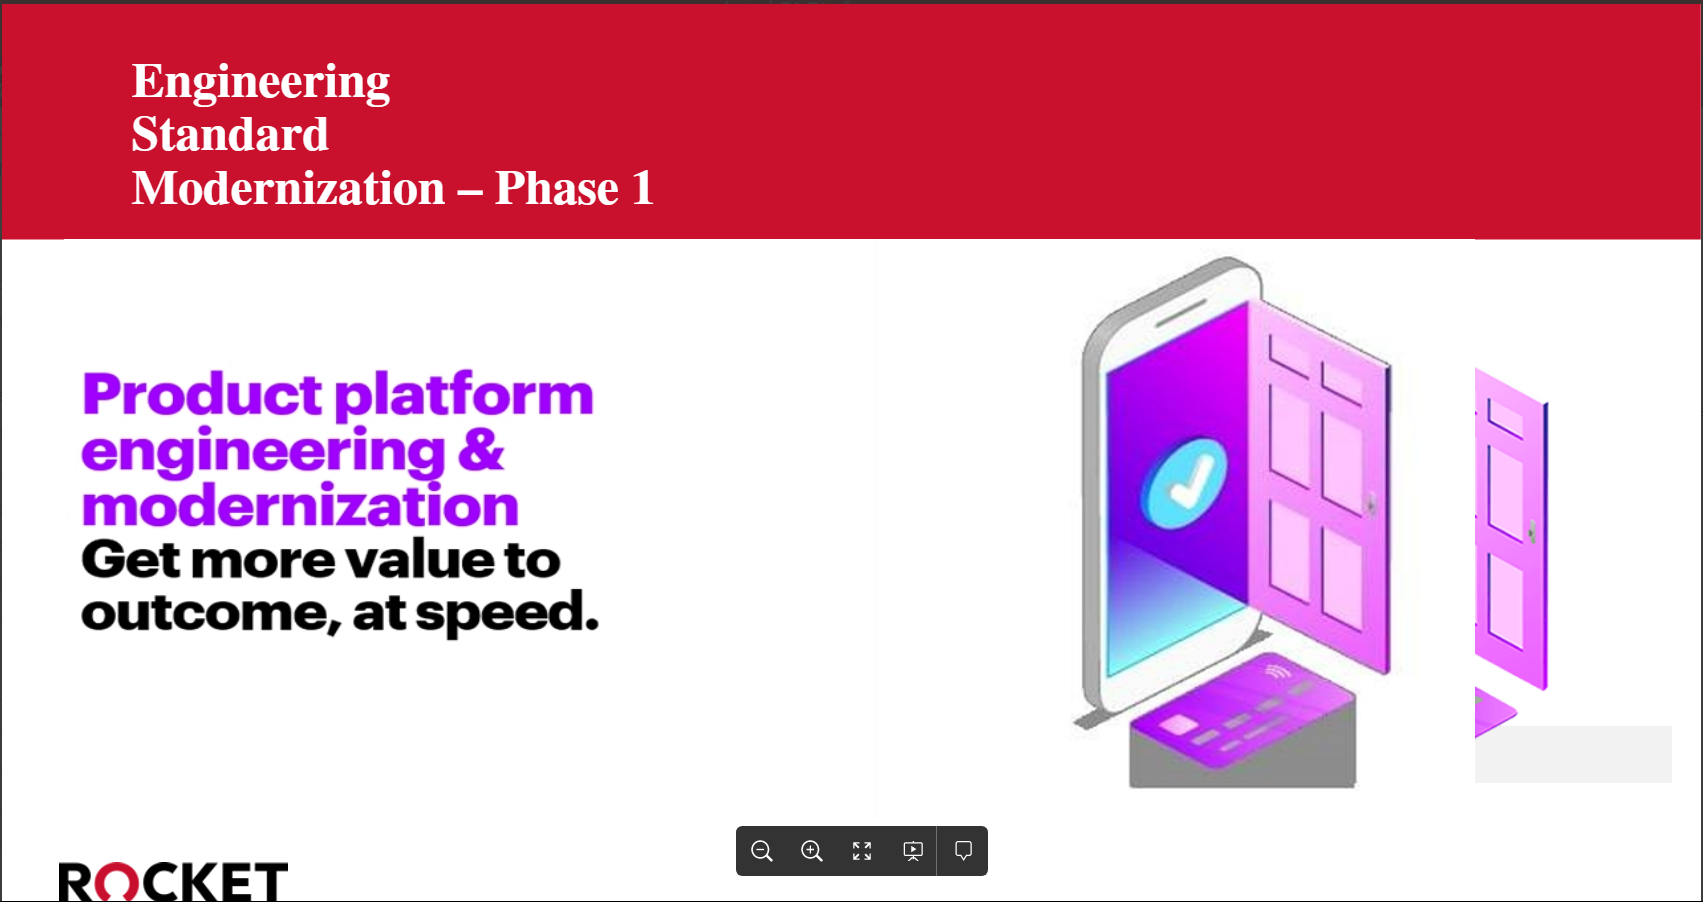 Engineering
Standard
Modernization – Phase 1
Product platform
engineering &
modernization
Get more value to
outcome, at speed.
ROCKET